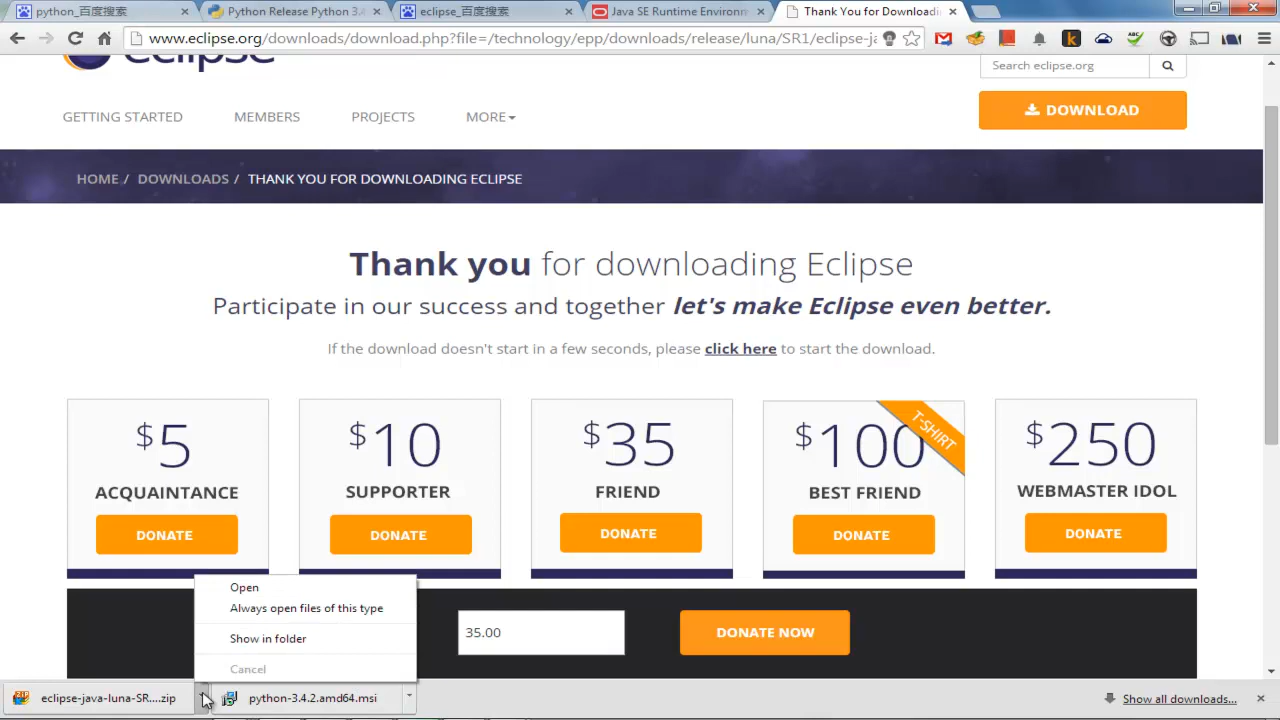 python_百度搜索
Python Release Python 3.4
eclipse_百度搜索
Java SE Runtime Environm
Thank You for Downloadi
www.eclipse.org/downloads/download.php?file=/technology/epp/downloads/release/luna/SR1/eclipse-ja
eclipse
Search eclipse.org
GETTING STARTED
MEMBERS
PROJECTS
MORE
DOWNLOAD
HOME / DOWNLOADS / THANK YOU FOR DOWNLOADING ECLIPSE
Thank you for downloading Eclipse
Participate in our success and together let's make Eclipse even better.
If the download doesn't start in a few seconds, please click here to start the download.
$5
ACQUAINTANCE
DONATE
$10
SUPPORTER
DONATE
$35
FRIEND
DONATE
$100
T-SHIRT
BEST FRIEND
DONATE
$250
WEBMASTER IDOL
DONATE
35.00
DONATE NOW
Open
Always open files of this type
Show in folder
Cancel
eclipse-java-luna-SR....zip
python-3.4.2.amd64.msi
Show all downloads...